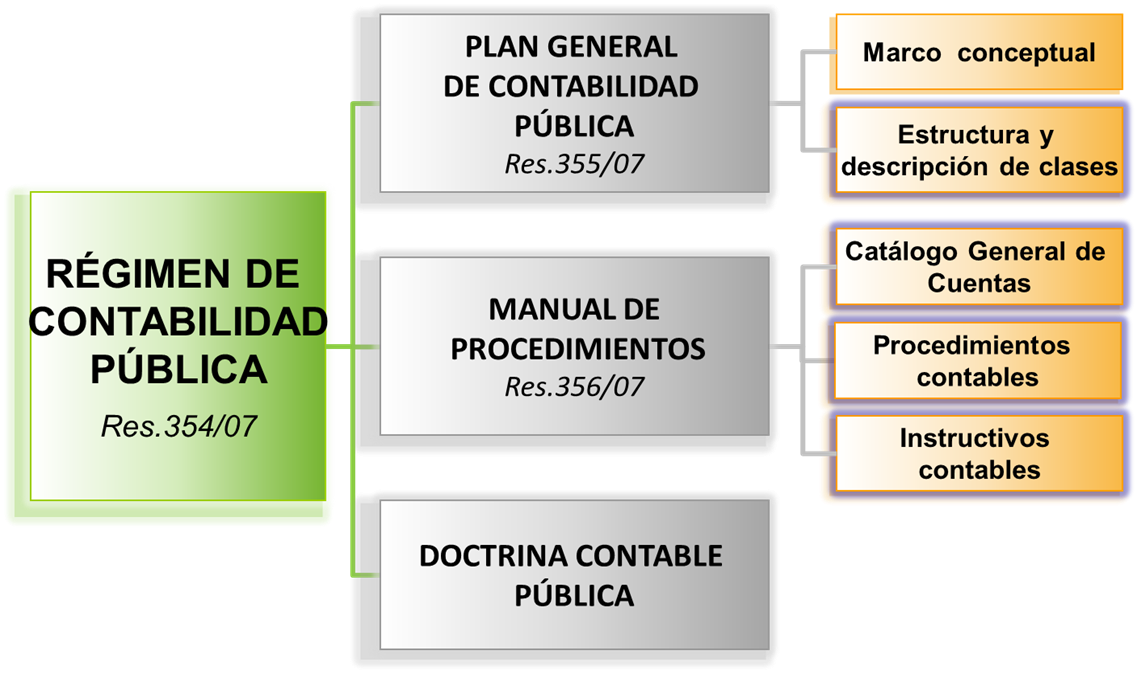 RÉGIMEN DE
CONTABILIDAD
PÚBLICA
Res.354/07
PLAN GENERAL
DE CONTABILIDAD
PÚBLICA
Res.355/07
Marco conceptual
Estructura y
descripción de clases
MANUAL DE
PROCEDIMIENTOS
Res.356/07
Catálogo General de
Cuentas
Procedimientos
contables
Instructivos
contables
DOCTRINA CONTABLE
PÚBLICA